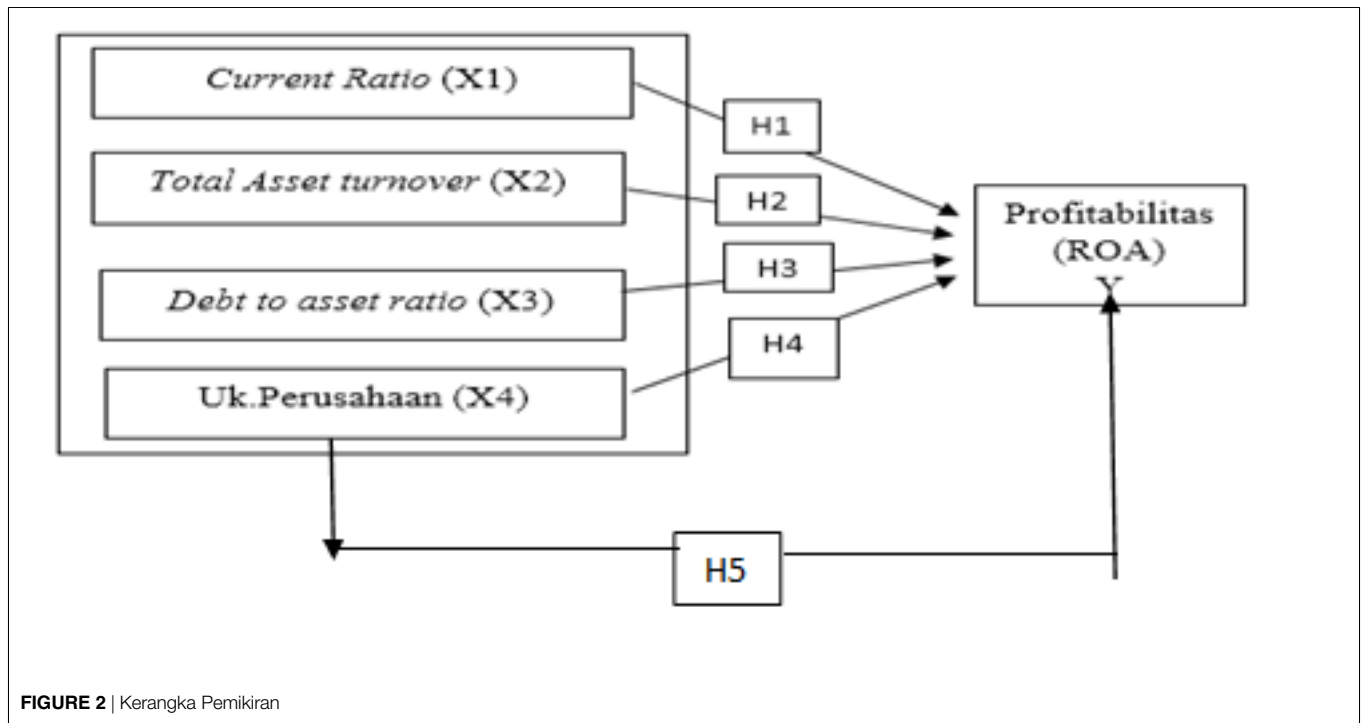 Current Ratio (X1)
Total Asset turnover (X2)
Debt to asset ratio (X3)
Uk.Perusahaan (X4)
H1
H2
H3
H4
Profitabilitas
(ROA)
Y
H5
FIGURE 2 | Kerangka Pemikiran